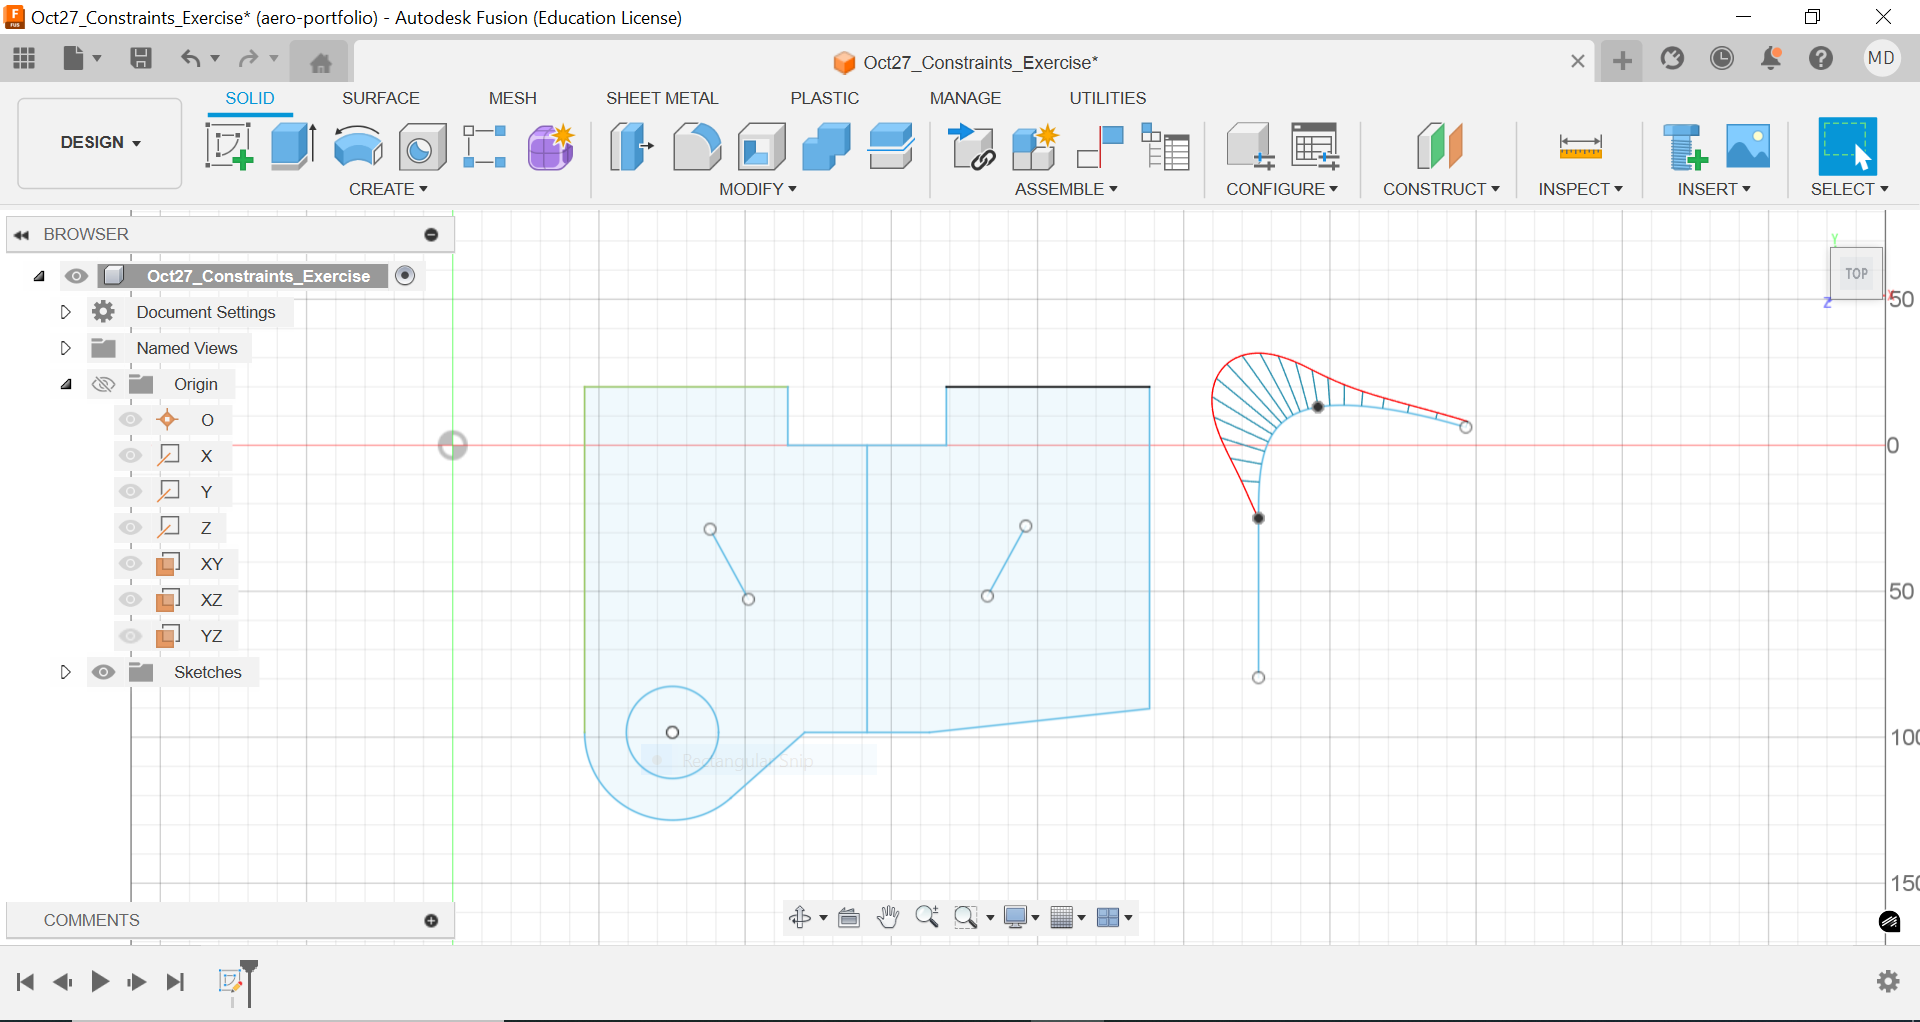 Oct27_Constraints_Exercise* (aero-portfolio) - Autodesk Fusion (Education License)
Oct27_Constraints_Exercise*
MD
SOLID SURFACE MESH SHEET METAL PLASTIC MANAGE UTILITIES
DESIGN
CREATE MODIFY ASSEMBLE CONFIGURE CONSTRUCT INSPECT INSERT SELECT
BROWSER
Oct27_Constraints_Exercise
Document Settings
Named Views
Origin
O
X
Y
Z
XY
XZ
YZ
Sketches
Y
TOP
Z
X
50
0
50
100
150
Rectangular Snip
COMMENTS